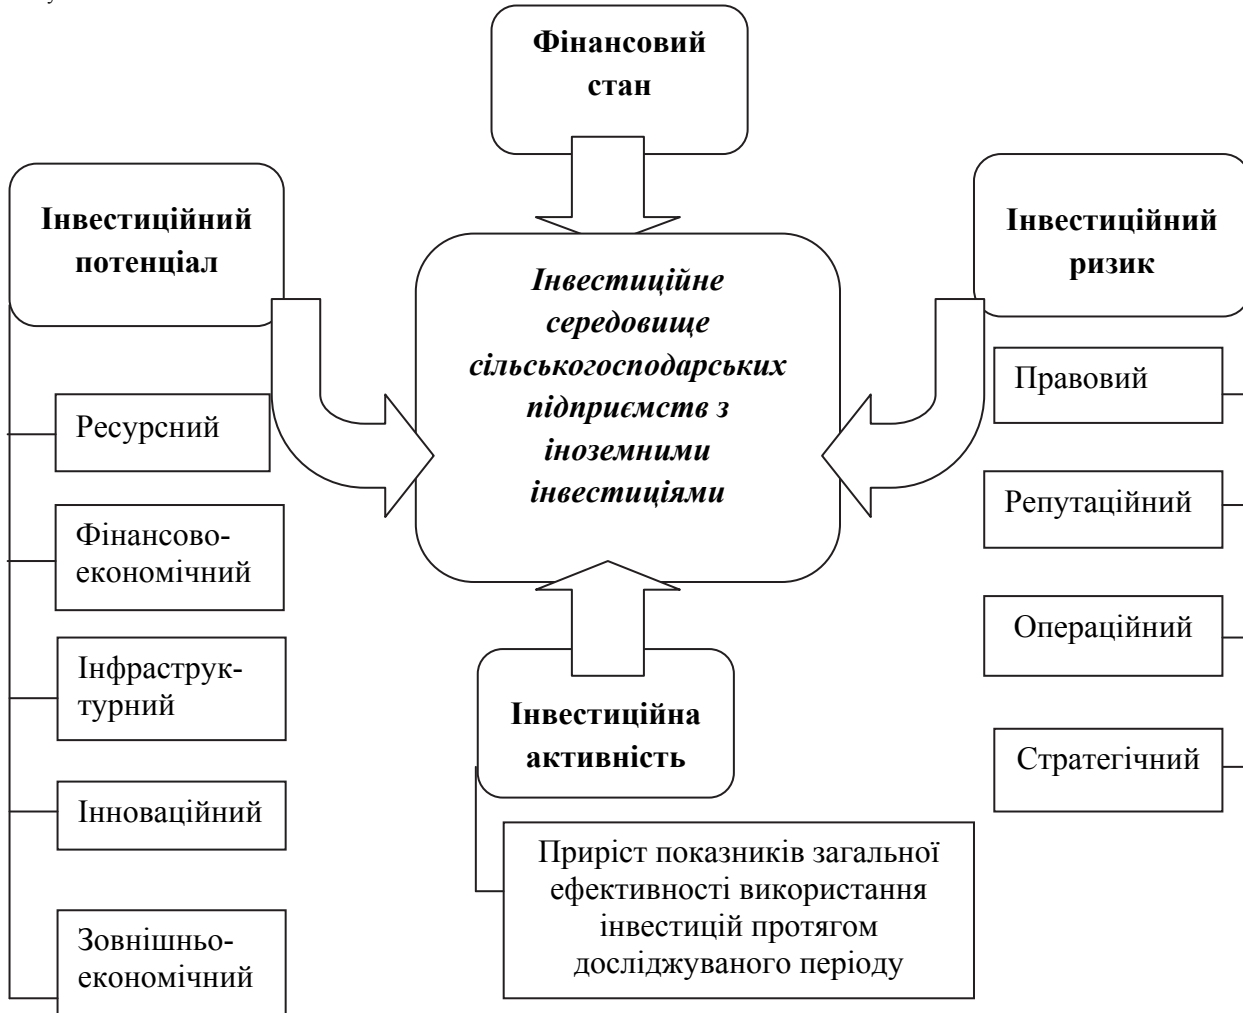 Фінансовий
стан
Інвестиційний
потенціал
Інвестиційний
ризик
Інвестиційне
середовище
сільськогосподарських
підприємств з
іноземними
інвестиціями
Ресурсний
Фінансово-
економічний
Інфраструк-
турний
Інноваційний
Зовнішньо-
економічний
Правовий
Репутаційний
Операційний
Стратегічний
Інвестиційна
активність
Приріст показників загальної
ефективності використання
інвестицій протягом
досліджуваного періоду